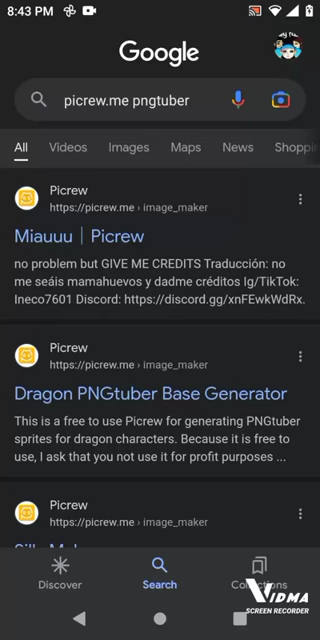 8:43 PM
Google
picrew.me pngtuber
All Videos Images Maps News Shoppi
Picrew
https://picrew.me › image_maker
Miauuu | Picrew
no problem but GIVE ME CREDITS Traducción: no
me seáis mamahuevos y dadme créditos Ig/TikTok:
Ineco7601 Discord: https://discord.gg/xnFEwkWdRx.
Picrew
https://picrew.me › image_maker
Dragon PNGtuber Base Generator
This is a free to use Picrew for generating PNGtuber
sprites for dragon characters. Because it is free to
use, I ask that you not use it for profit purposes ...
Picrew
https://picrew.me › image_maker
Discover Search Collections
VIDMA
SCREEN RECORDER